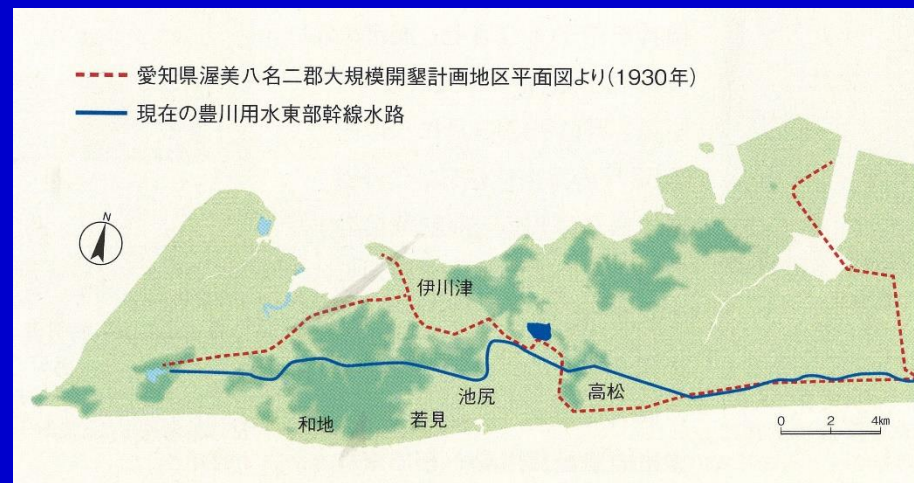 愛知県渥美八名二郡大規模開墾計画地区平面図より(1930年)
現在の豊川用水東部幹線水路
N
伊川津
池尻
高松
若見
和地
0 2 4km